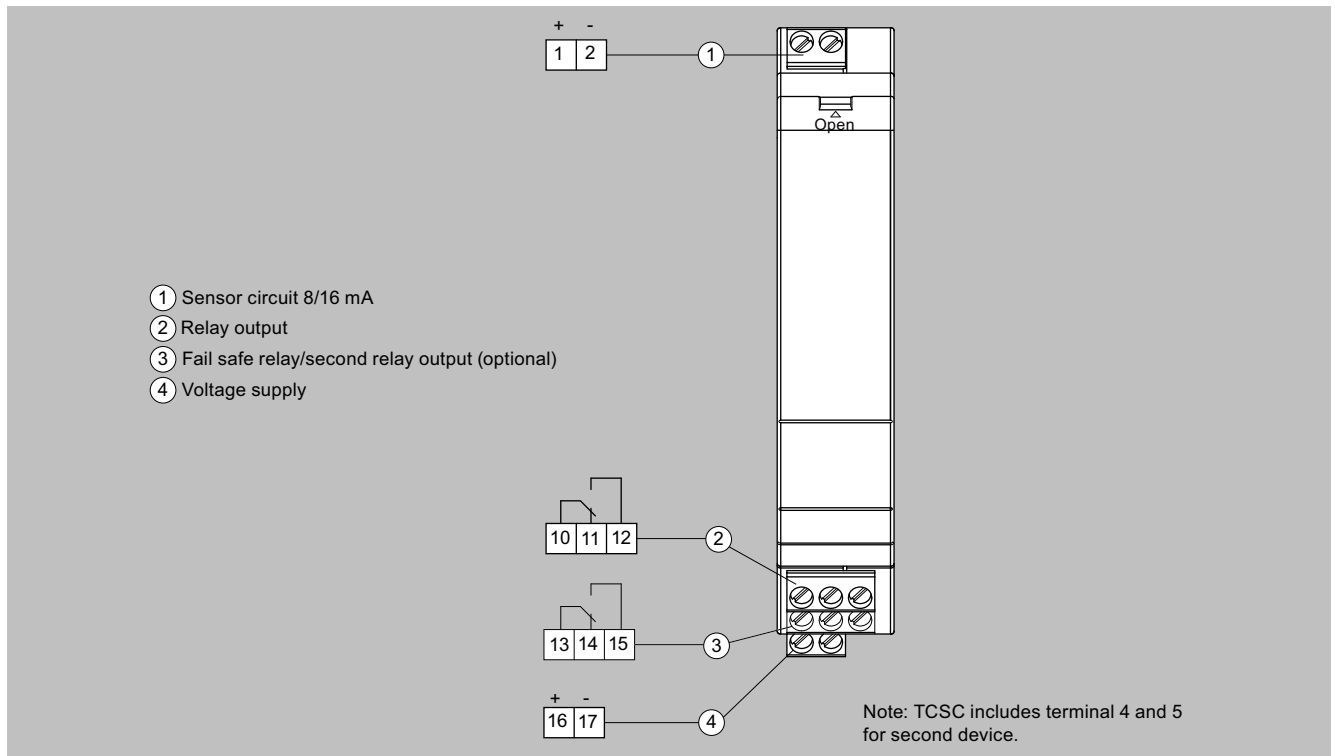 + -
1 2
1
Open
1 Sensor circuit 8/16 mA
2 Relay output
3 Fail safe relay/second relay output (optional)
4 Voltage supply
10 11 12
2
13 14 15
3
+ -
16 17
4
Note: TCSC includes terminal 4 and 5
for second device.